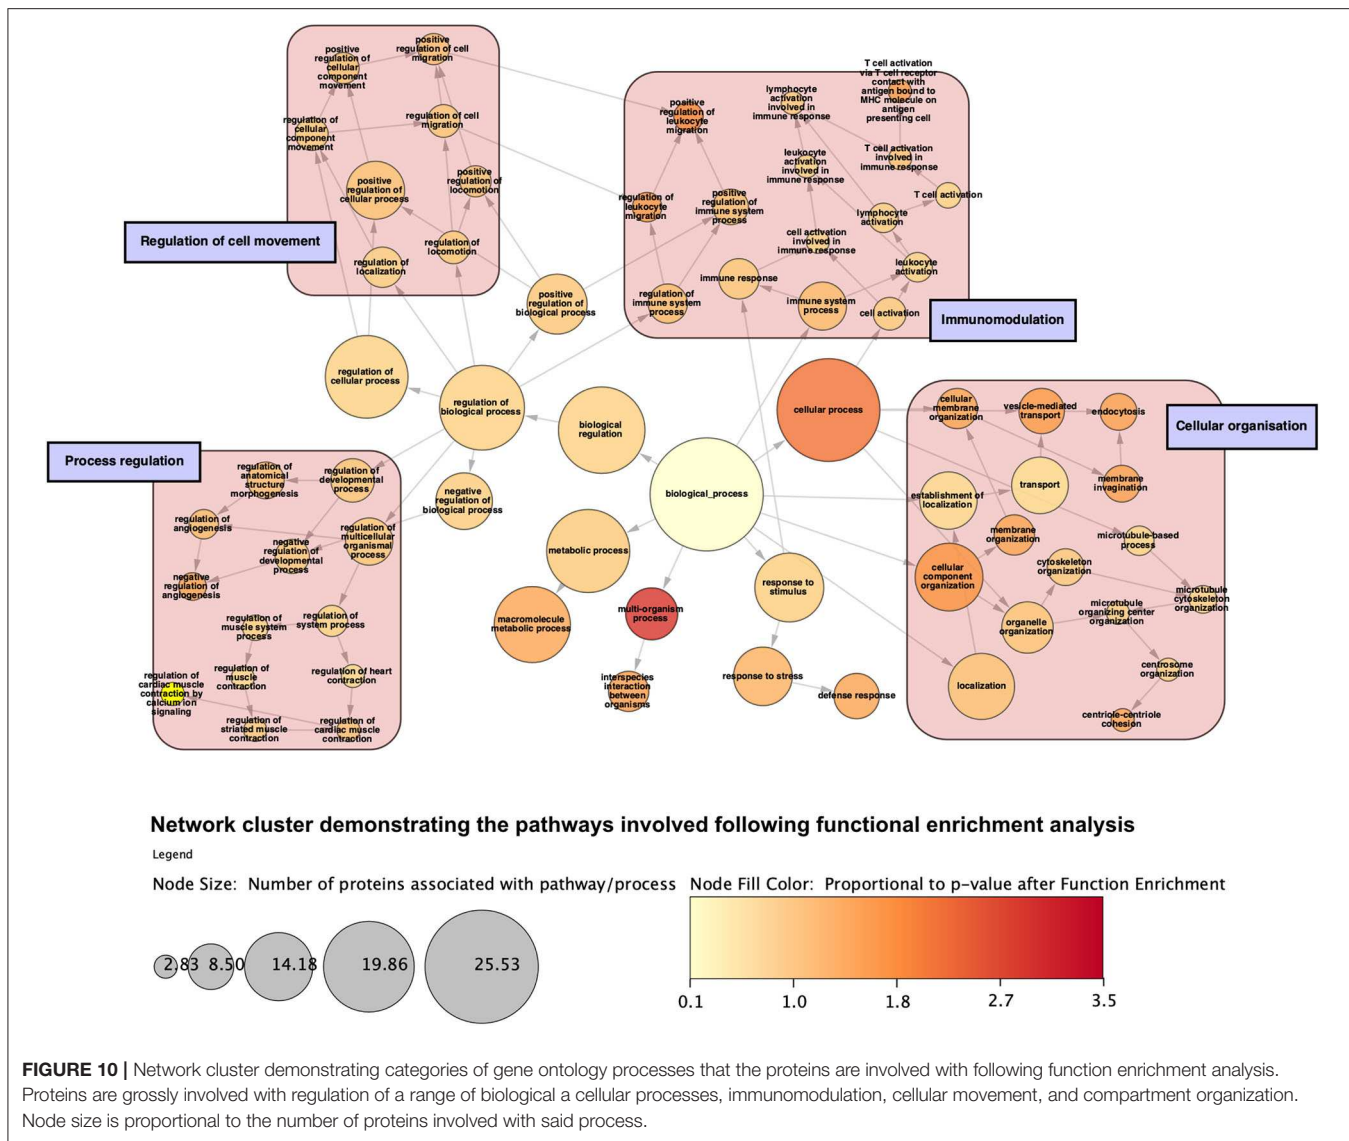 positive
regulation of
cellular
component
movement
positive
regulation of cell
migration
regulation of
cellular
component
movement
regulation of cell
migration
positive
regulation of
cellular process
positive
regulation of
locomotion
regulation of
localization
regulation of
locomotion
Regulation of cell movement
positive
regulation of
leukocyte
migration
lymphocyte
activation
involved in
immune response
T cell activation
via T cell receptor
contact with
antigen bound to
MHC molecule on
antigen
presenting cell
leukocyte
activation
involved in
immune response
T cell activation
involved in
immune response
regulation of
leukocyte
migration
positive
regulation of
immune system
process
T cell activation
lymphocyte
activation
cell activation
involved in
immune response
leukocyte
activation
immune response
regulation of
immune system
process
immune system
process
cell activation
Immunomodulation
positive
regulation of
biological process
regulation of
cellular process
regulation of
biological process
biological
regulation
cellular process
negative
regulation of
biological process
biological_process
metabolic process
macromolecule
metabolic process
multi-organism
process
interspecies
interaction
between
organisms
response to
stimulus
response to stress
defense response
Process regulation
regulation of
anatomical
structure
morphogenesis
regulation of
developmental
process
regulation of
angiogenesis
negative
regulation of
developmental
process
regulation of
multicellular
organismal
process
negative
regulation of
angiogenesis
regulation of
muscle system
process
regulation of
system process
regulation of
muscle
contraction
regulation of heart
contraction
regulation of
cardiac muscle
contraction by
calcium ion
signaling
regulation of
striated muscle
contraction
regulation of
cardiac muscle
contraction
Cellular organisation
cellular
membrane
organization
vesicle-mediated
transport
endocytosis
establishment of
localization
transport
membrane
invagination
membrane
organization
microtubule-based
process
cellular
component
organization
cytoskeleton
organization
microtubule
cytoskeleton
organization
organelle
organization
microtubule
organizing center
organization
localization
centrosome
organization
centriole-centriole
cohesion
Network cluster demonstrating the pathways involved following functional enrichment analysis
Legend
Node Size: Number of proteins associated with pathway/process
2.83 8.50 14.18 19.86 25.53
Node Fill Color: Proportional to p-value after Function Enrichment
0.1 1.0 1.8 2.7 3.5
FIGURE 10 | Network cluster demonstrating categories of gene ontology processes that the proteins are involved with following function enrichment analysis.
Proteins are grossly involved with regulation of a range of biological a cellular processes, immunomodulation, cellular movement, and compartment organization.
Node size is proportional to the number of proteins involved with said process.